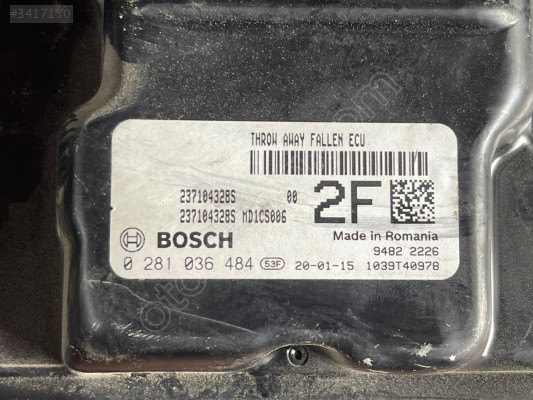 #3417150
THROW AWAY FALLEN ECU
237104328S 00
237104328S MD1CS006
2F
BOSCH
Made in Romania
9482 2226
0 281 036 484 53F 20-01-15 1039T40978